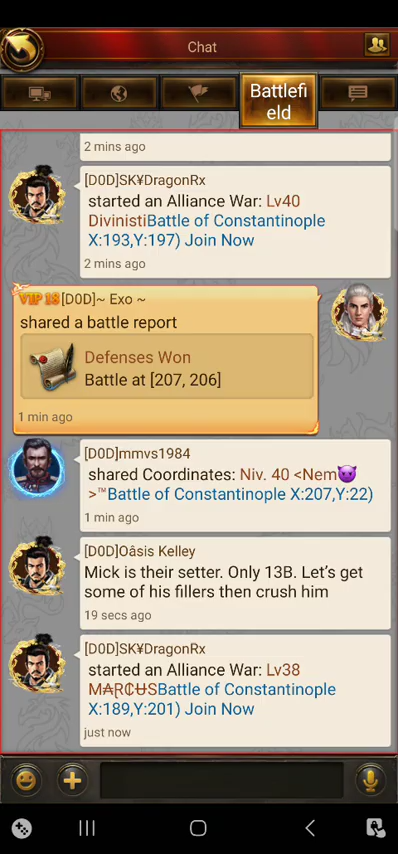 Chat
Battlefi
eld
2 mins ago
[D0D]SK¥DragonRx
started an Alliance War: Lv40
DivinistiBattle of Constantinople
X:193,Y:197) Join Now
2 mins ago
VIP 18 [D0D]~ Exo ~
shared a battle report
Defenses Won
Battle at [207, 206]
1 min ago
[D0D]mmvs1984
shared Coordinates: Niv. 40 <Nem😈
>™Battle of Constantinople X:207,Y:22)
1 min ago
[D0D]Oâsis Kelley
Mick is their setter. Only 13B. Let’s get
some of his fillers then crush him
19 secs ago
[D0D]SK¥DragonRx
started an Alliance War: Lv38
M₳Ɽ₵ɄSBattle of Constantinople
X:189,Y:201) Join Now
just now